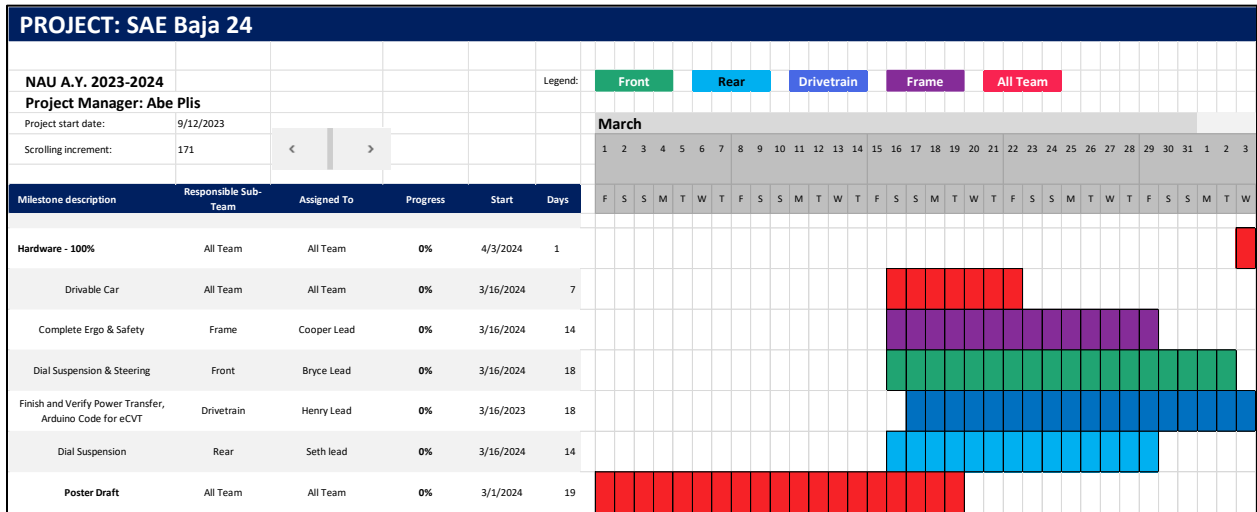 PROJECT: SAE Baja 24
NAU A.Y. 2023-2024 Legend: Front Rear Drivetrain Frame All Team
Project Manager: Abe Plis
Project start date: 9/12/2023 March
Scrolling increment: 171 < > 1 2 3 4 5 6 7 8 9 10 11 12 13 14 15 16 17 18 19 20 21 22 23 24 25 26 27 28 29 30 31 1 2 3
Milestone description Responsible Sub-Team Assigned To Progress Start Days F S S M T W T F S S M T W T F S S M T W T F S S M T W T F S S M T W
Hardware - 100% All Team All Team 0% 4/3/2024 1
Drivable Car All Team All Team 0% 3/16/2024 7
Complete Ergo & Safety Frame Cooper Lead 0% 3/16/2024 14
Dial Suspension & Steering Front Bryce Lead 0% 3/16/2024 18
Finish and Verify Power Transfer,
Arduino Code for eCVT Drivetrain Henry Lead 0% 3/16/2023 18
Dial Suspension Rear Seth lead 0% 3/16/2024 14
Poster Draft All Team All Team 0% 3/1/2024 19